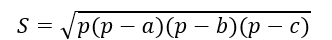 S = √p(p − a)(p − b)(p − c)